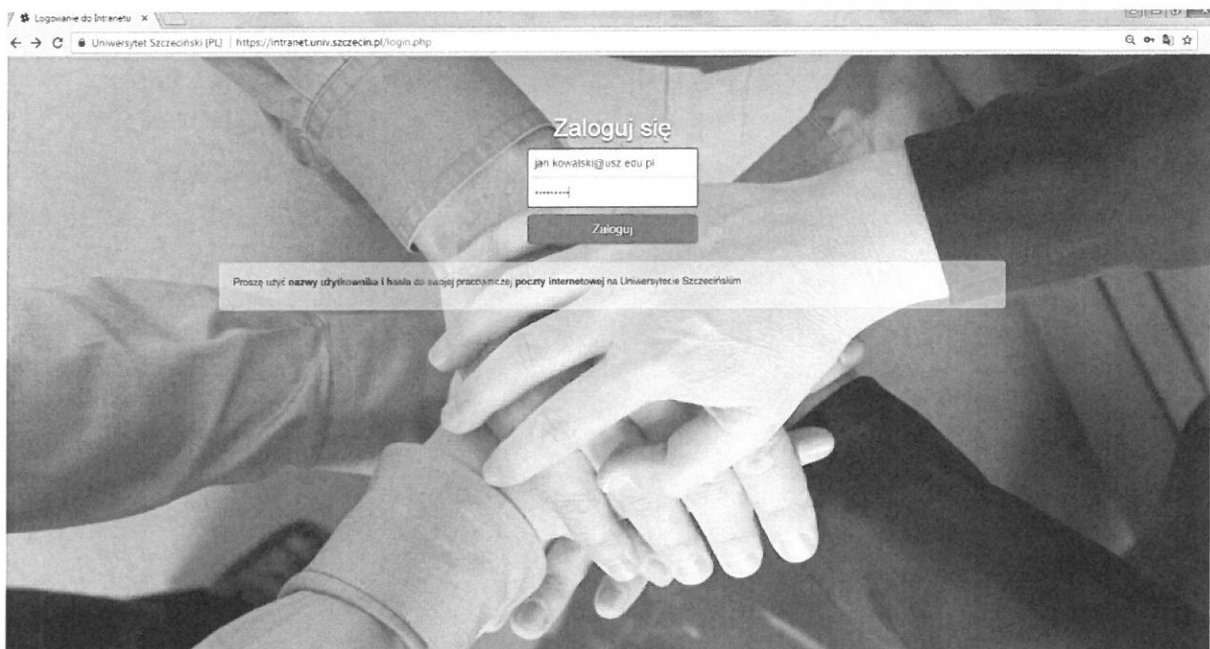 Logowanie do Intranetu
Uniwersytet Szczeciński [PL] https://intranet.univ.szczecin.pl/login.php
Zaloguj się
jan.kowalski@usz.edu.pl
Zaloguj
Proszę użyć nazwy użytkownika i hasła do swojej pracowniczej poczty internetowej na Uniwersytecie Szczecińskim